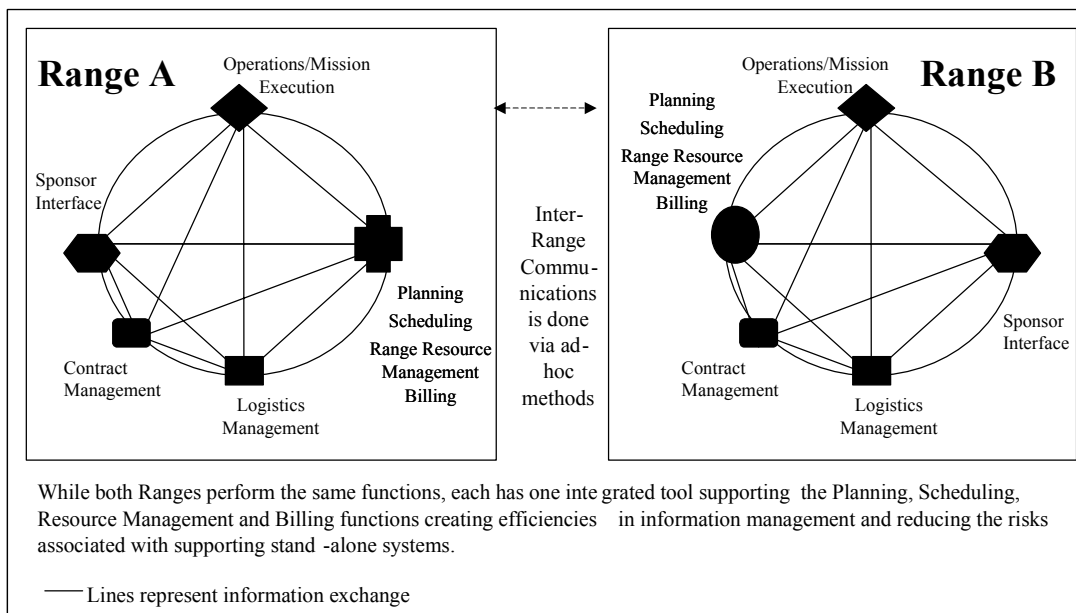 Range A
Operations/Mission
Execution
Sponsor
Interface
Planning
Scheduling
Range Resource
Management
Billing
Contract
Management
Logistics
Management
Inter-
Range
Commu-
nications
is done
via ad-
hoc
methods
Range B
Operations/Mission
Execution
Planning
Scheduling
Range Resource
Management
Billing
Sponsor
Interface
Contract
Management
Logistics
Management
While both Ranges perform the same functions, each has one inte grated tool supporting the Planning, Scheduling,
Resource Management and Billing functions creating efficiencies in information management and reducing the risks
associated with supporting stand -alone systems.
Lines represent information exchange